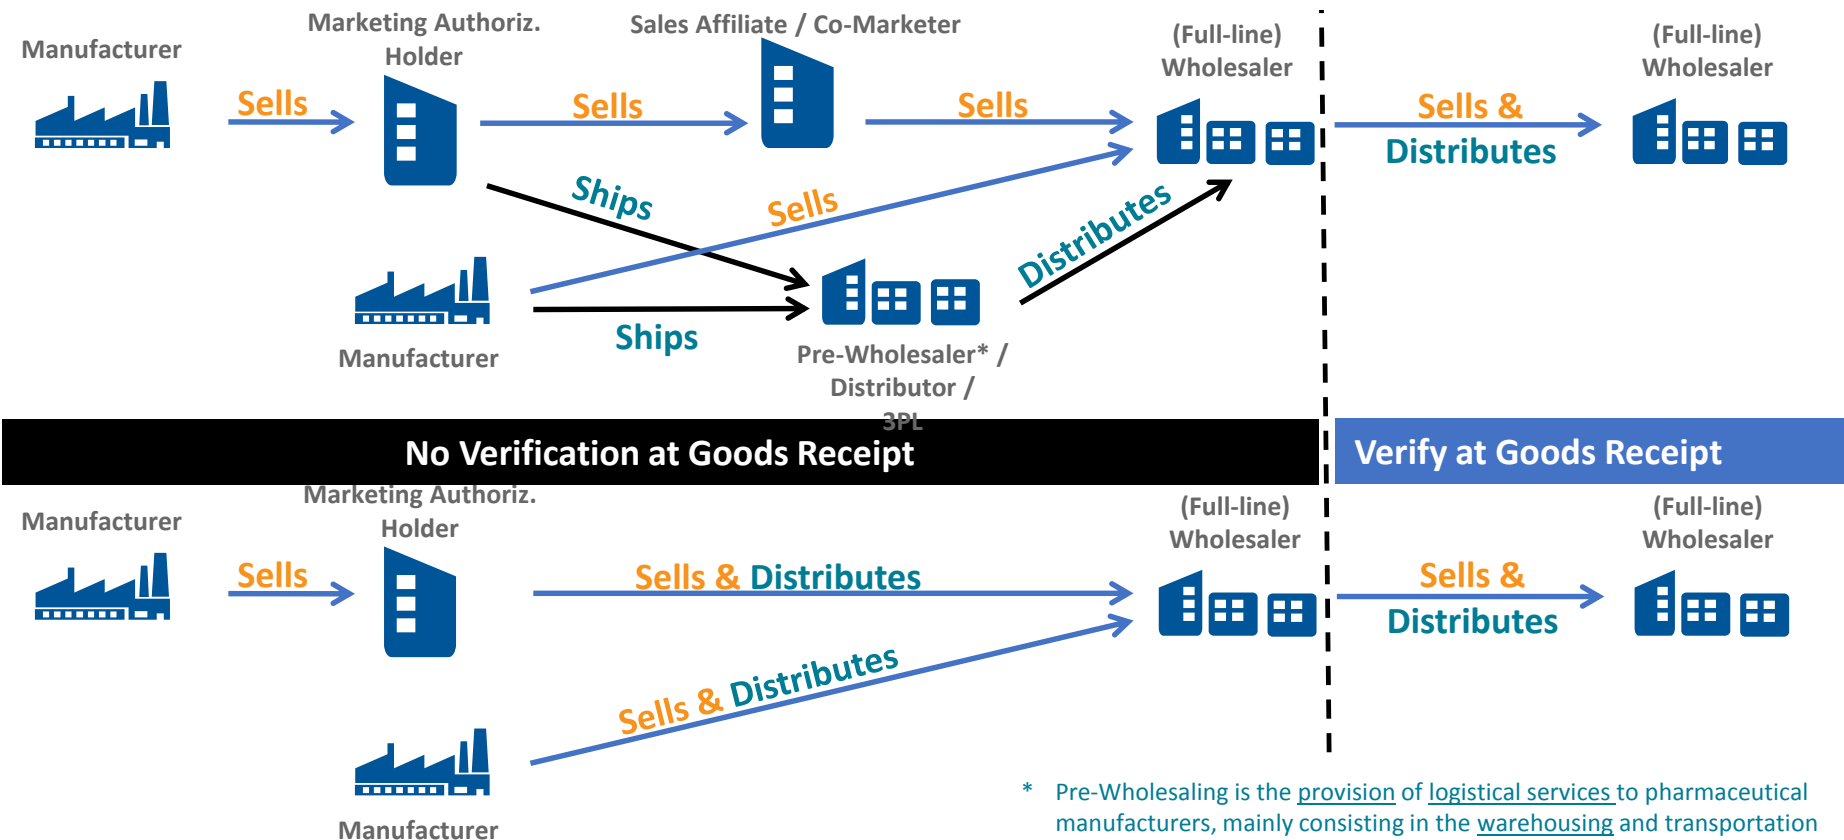 Manufacturer
Marketing Authoriz.
Holder
Sales Affiliate / Co-Marketer
(Full-line)
Wholesaler
(Full-line)
Wholesaler
Sells
Sells
Sells
Sells &
Distributes
Ships
Sells
Distributes
Ships
Manufacturer
Pre-Wholesaler* /
Distributor /
3PL
No Verification at Goods Receipt
Verify at Goods Receipt
Manufacturer
Marketing Authoriz.
Holder
(Full-line)
Wholesaler
(Full-line)
Wholesaler
Sells
Sells & Distributes
Sells &
Distributes
Sells & Distributes
Manufacturer
* Pre-Wholesaling is the provision of logistical services to pharmaceutical
manufacturers, mainly consisting in the warehousing and transportation